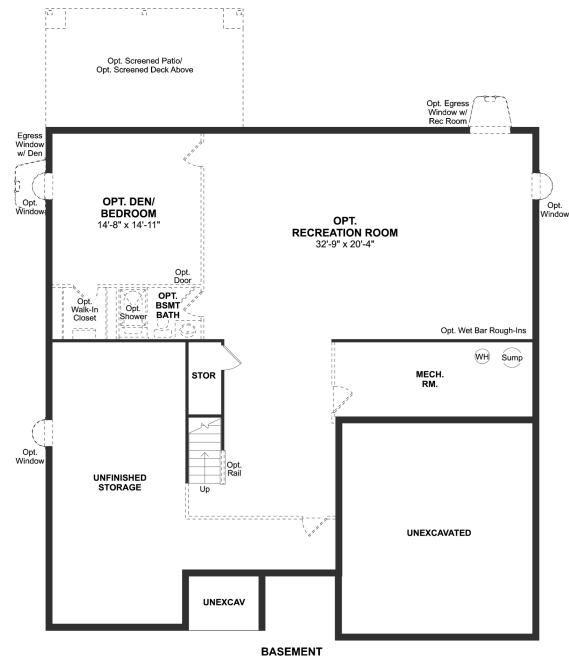 Opt. Screened Patio/
Opt. Screened Deck Above
Opt. Egress
Window w/
Rec Room
Egress
Window
w/ Den
Opt.
Window
OPT. DEN/
BEDROOM
14'-8" x 14'-11"
OPT.
RECREATION ROOM
32'-9" x 20'-4"
Opt.
Window
Opt.
Door
Opt.
Walk-In
Closet
Opt.
Shower
OPT.
BSMT
BATH
Opt. Wet Bar Rough-Ins
STOR
MECH.
RM.
WH
Sump
Opt.
Window
UNFINISHED
STORAGE
Opt.
Rail
Up
UNEXCAVATED
UNEXCAV
BASEMENT